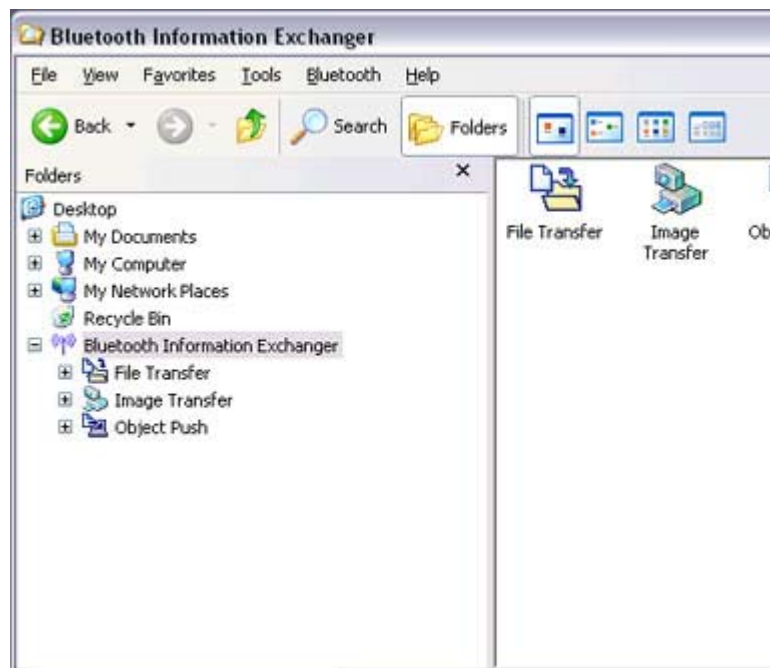 Bluetooth Information Exchanger
File View Favorites Tools Bluetooth Help
Back Search Folders
Folders
Desktop
My Documents
My Computer
My Network Places
Recycle Bin
Bluetooth Information Exchanger
File Transfer
Image Transfer
Object Push
File Transfer
Image
Transfer
Ob